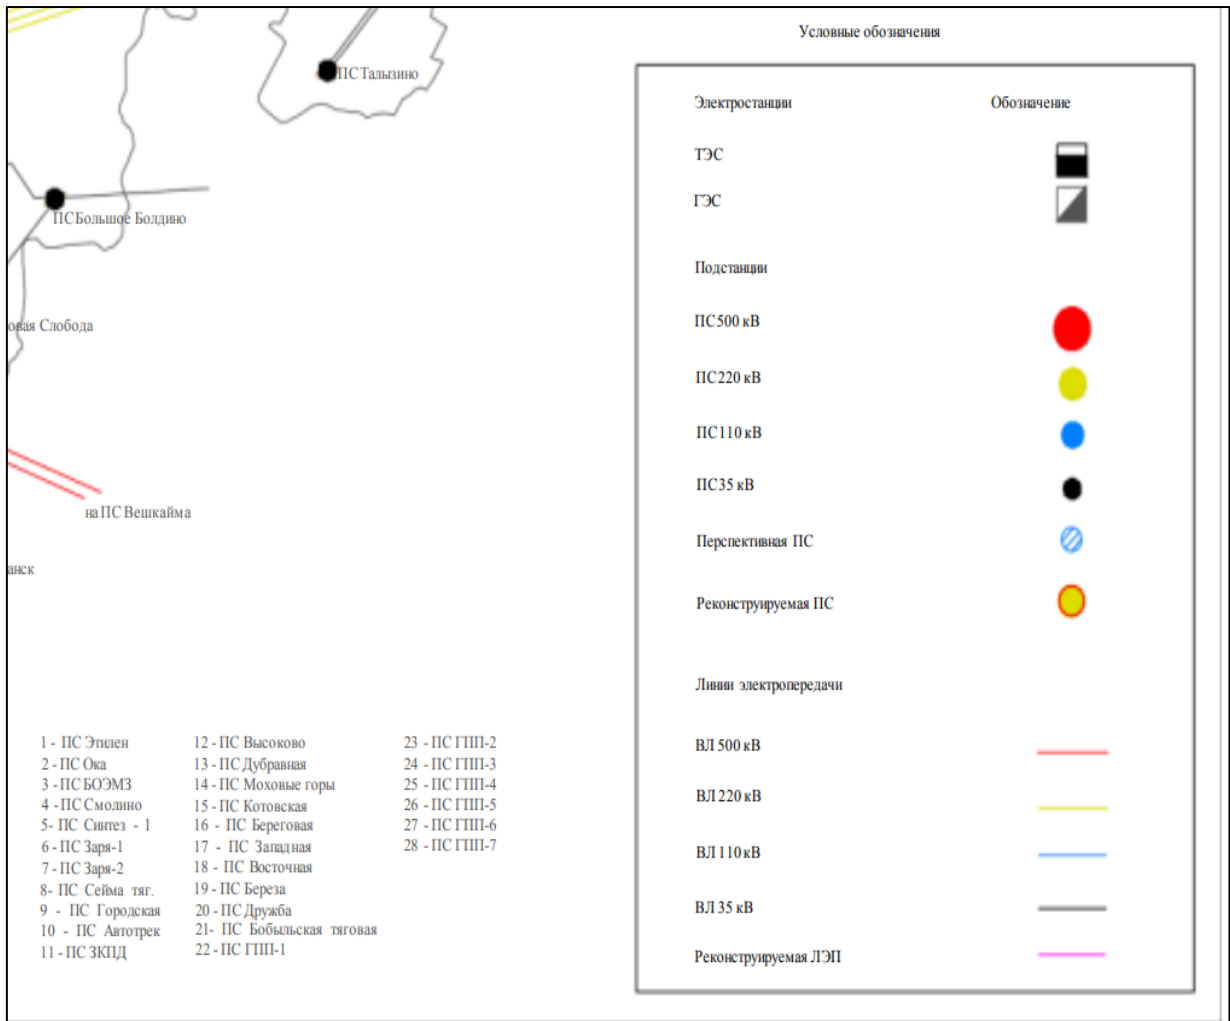 Условные обозначения
ПС Талызино
Электростанции Обозначение
ТЭС
ГЭС
ПС Большое Болдино
Подстанции
ПС 500 кВ
овая Слобода
ПС 220 кВ
ПС 110 кВ
ПС 35 кВ
на ПС Вешкайма
Перспективная ПС
анск
Реконструируемая ПС
Линии электропередачи
ВЛ 500 кВ
ВЛ 220 кВ
ВЛ 110 кВ
ВЛ 35 кВ
Реконструируемая ЛЭП
1 - ПС Этилен
2 - ПС Ока
3 - ПС БОЭМЗ
4 - ПС Смолино
5- ПС Синтез - 1
6 - ПС Заря-1
7 - ПС Заря-2
8- ПС Сейма тяг.
9 - ПС Городская
10 - ПС Автотрек
11 - ПС ЗКПД
12 - ПС Высоково
13 - ПС Дубравная
14 - ПС Моховые горы
15 - ПС Котовская
16 - ПС Береговая
17 - ПС Западная
18 - ПС Восточная
19 - ПС Береза
20 - ПС Дружба
21- ПС Бобыльская тяговая
22 - ПС ГПП-1
23 - ПС ГПП-2
24 - ПС ГПП-3
25 - ПС ГПП-4
26 - ПС ГПП-5
27 - ПС ГПП-6
28 - ПС ГПП-7